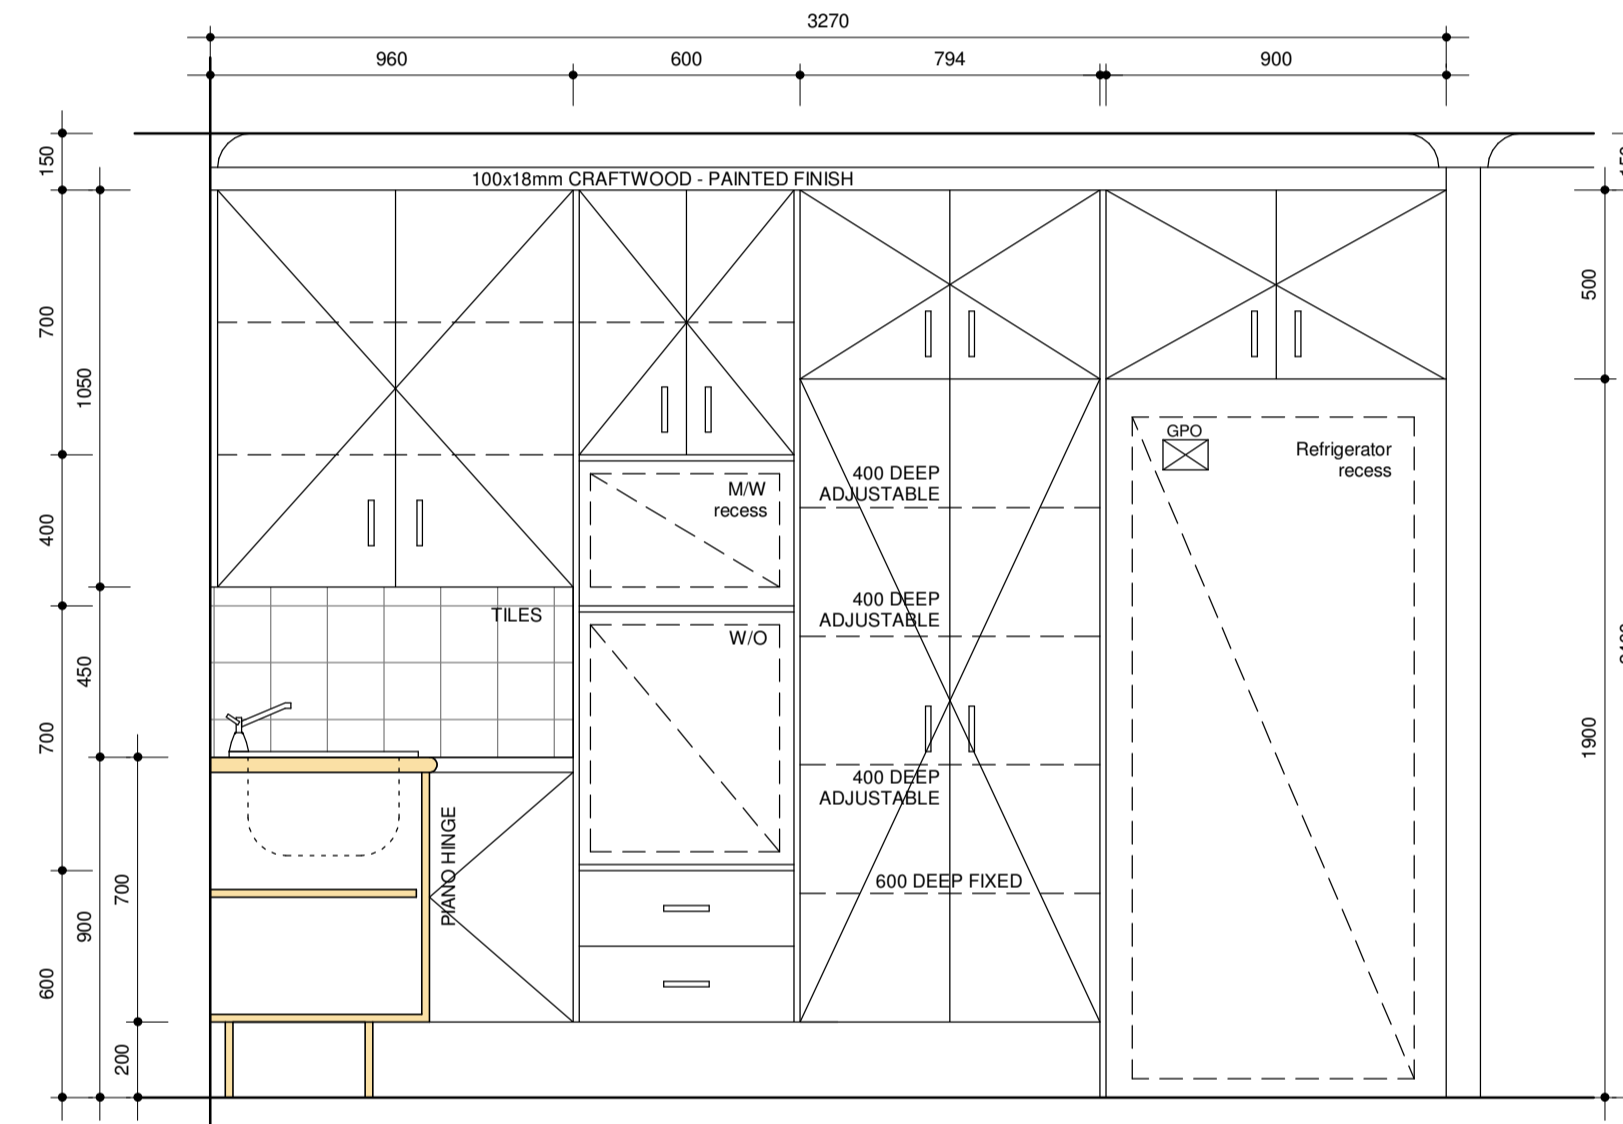 3270
960
600
794
900
150
100x18mm CRAFTWOOD - PAINTED FINISH
700
1050
500
GPO
Refrigerator
recess
400 DEEP
ADJUSTABLE
M/W
recess
400
400 DEEP
ADJUSTABLE
TILES
W/O
450
700
1900
400 DEEP
ADJUSTABLE
PIANO HINGE
600 DEEP FIXED
700
900
600
200